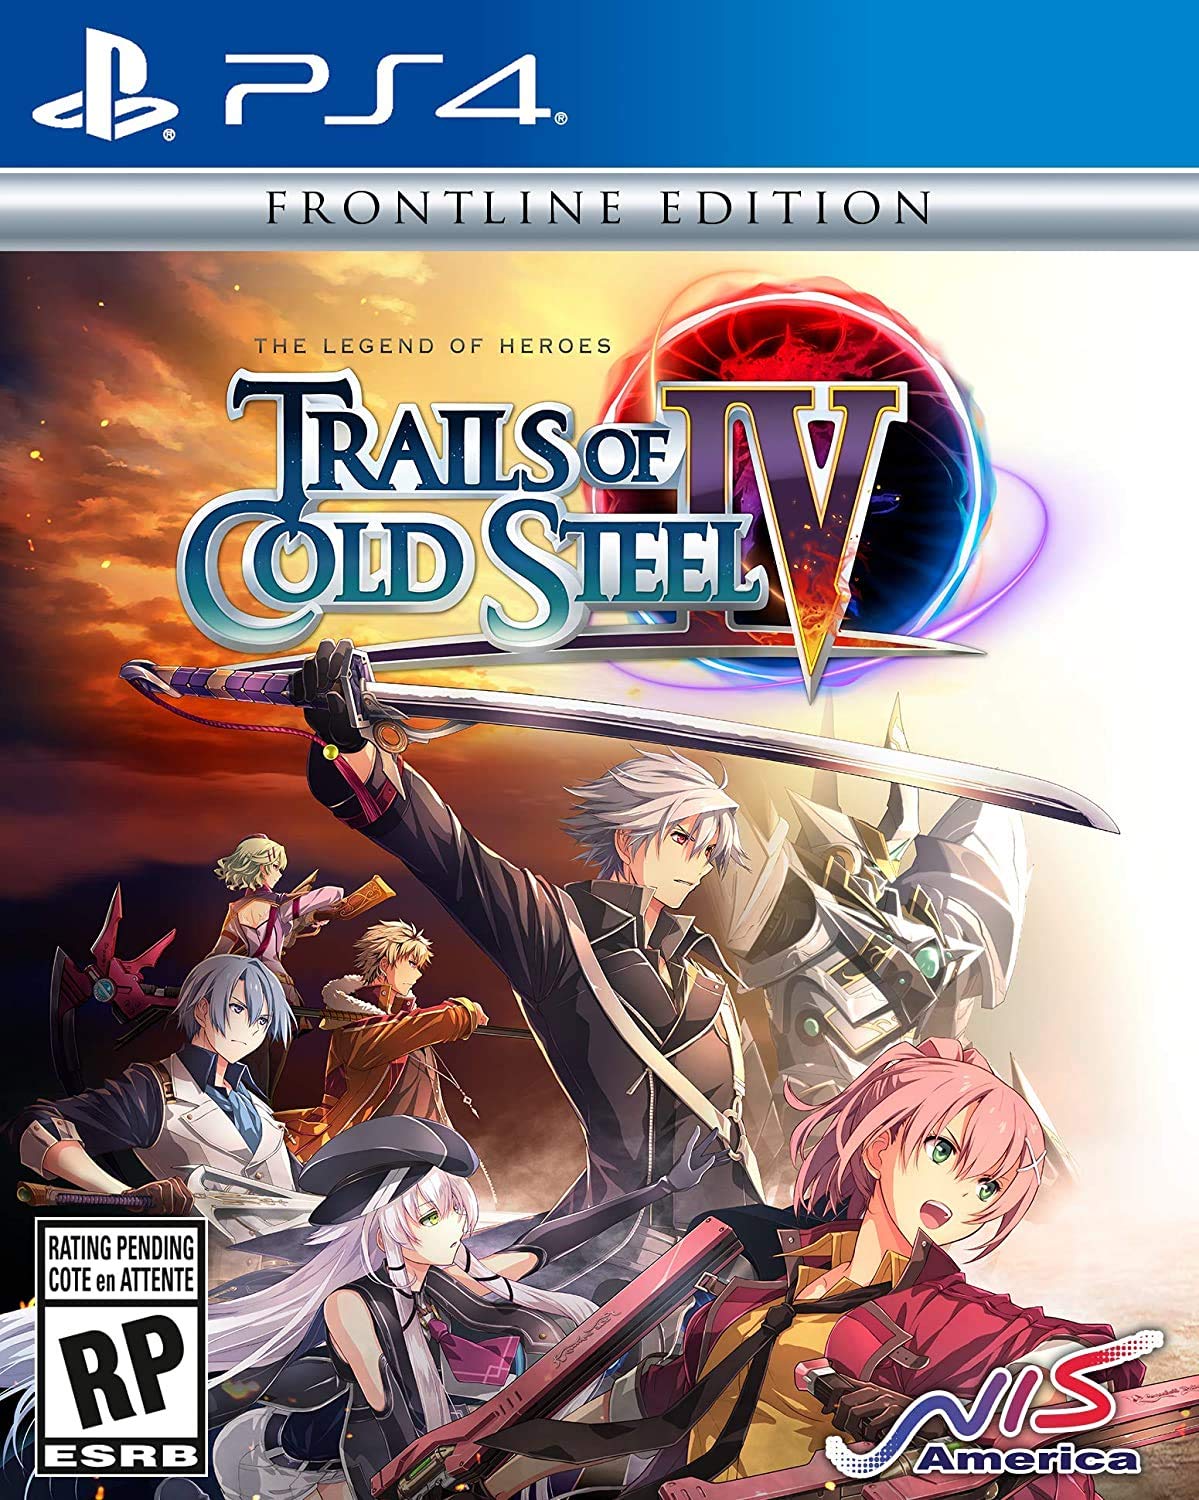 PS4®
FRONTLINE EDITION
THE LEGEND OF HEROES
TRAILS OF
COLD STEEL IV
RATING PENDING
COTE en ATTENTE
RP
ESRB
NIS
America